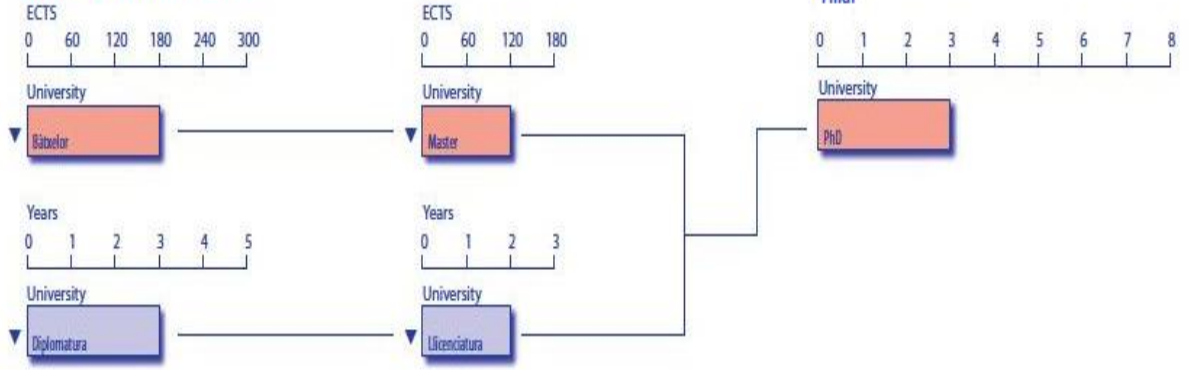 ECTS
0 60 120 180 240 300
University
Bàtxelor
ECTS
0 60 120 180
University
Master
0 1 2 3 4 5 6 7 8
University
PhD
Years
0 1 2 3 4 5
University
Diplomatura
Years
0 1 2 3
University
Llicenciatura